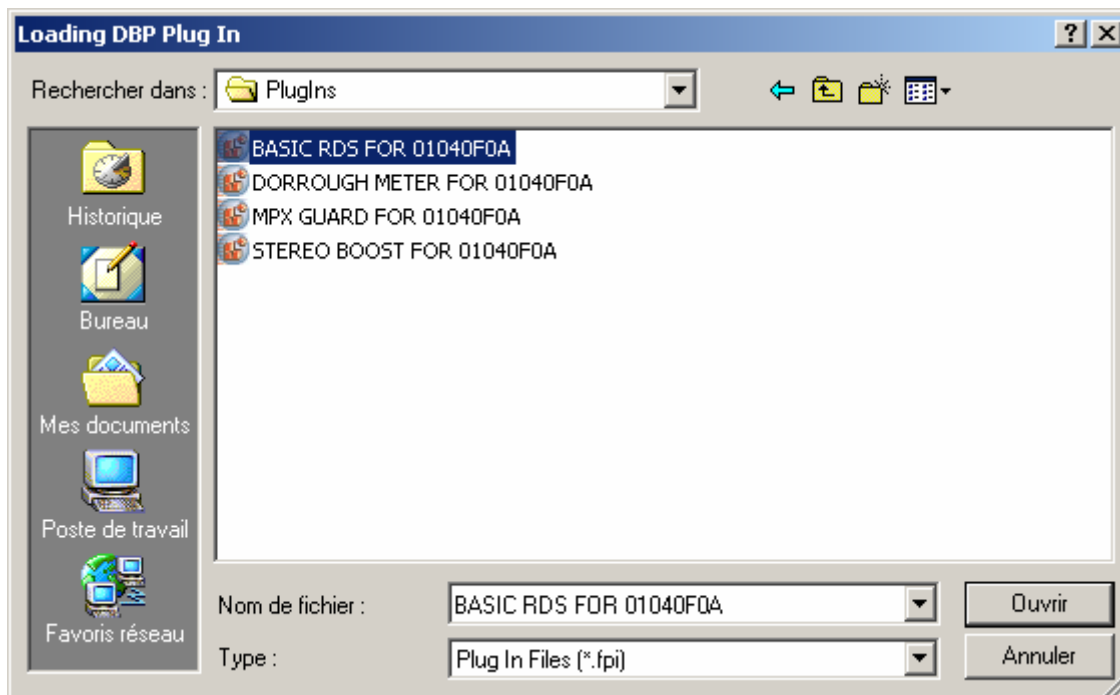 Loading DBP Plug In
Rechercher dans : PlugIns
Historique
Bureau
Mes documents
Poste de travail
Favoris réseau
BASIC RDS FOR 01040F0A
DORROUGH METER FOR 01040F0A
MPX GUARD FOR 01040F0A
STEREO BOOST FOR 01040F0A
Nom de fichier : BASIC RDS FOR 01040F0A Ouvrir
Type : Plug In Files (*.fpi) Annuler